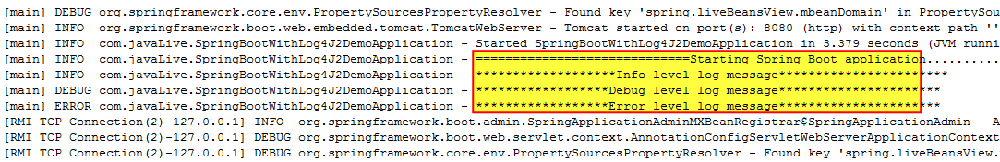 [main] DEBUG org.springframework.core.env.PropertySourcesPropertyResolver - Found key 'spring.liveBeansView.mbeanDomain' in PropertySou
[main] INFO  org.springframework.boot.web.embedded.tomcat.TomcatWebServer - Tomcat started on port(s): 8080 (http) with context path ''
[main] INFO  com.javaLive.SpringBootWithLog4J2DemoApplication - Started SpringBootWithLog4J2DemoApplication in 3.379 seconds (JVM runni
[main] INFO  com.javaLive.SpringBootWithLog4J2DemoApplication - =============================Starting Spring Boot application..........
[main] INFO  com.javaLive.SpringBootWithLog4J2DemoApplication - *******************Info level log message***********************
[main] DEBUG com.javaLive.SpringBootWithLog4J2DemoApplication - ******************Debug level log message**********************
[main] ERROR com.javaLive.SpringBootWithLog4J2DemoApplication - ******************Error level log message**********************
[RMI TCP Connection(2)-127.0.0.1] INFO  org.springframework.boot.admin.SpringApplicationAdminMXBeanRegistrar$SpringApplicationAdmin - A
[RMI TCP Connection(2)-127.0.0.1] DEBUG org.springframework.boot.web.servlet.context.AnnotationConfigServletWebServerApplicationContext
[RMI TCP Connection(2)-127.0.0.1] DEBUG org.springframework.core.env.PropertySourcesPropertyResolver - Found key 'spring.liveBeansView.